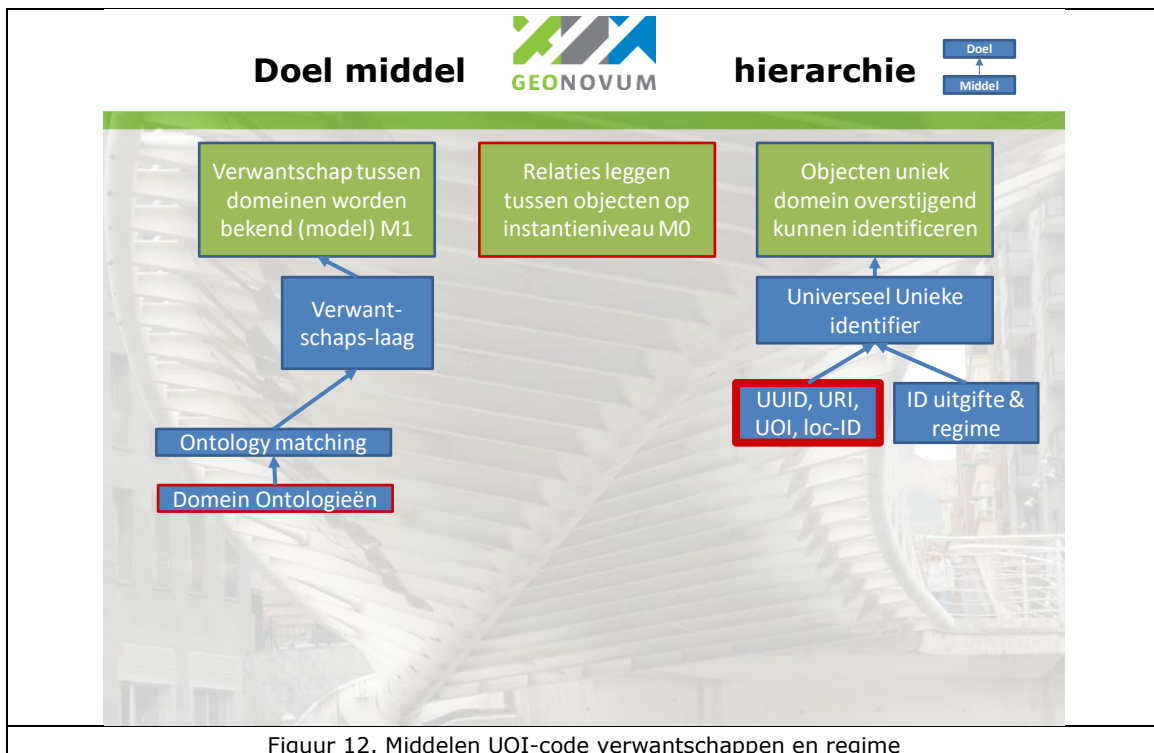 Doel middel
GEONOVUM
hierarchie
Doel
Middel
Verwantschap tussen
domeinen worden
bekend (model) M1
Relaties leggen
tussen objecten op
instantieniveau M0
Objecten uniek
domein overstijgend
kunnen identificeren
Verwant-
schaps-laag
Universeel Unieke
identifier
UUID, URI,
UOI, loc-ID
ID uitgifte &
regime
Ontology matching
Domein Ontologieën
Figuur 12. Middelen UOI-code verwantschappen en regime